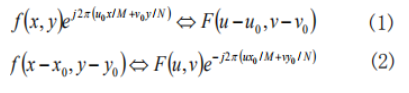 f(x,y)e^{j2π(u₀x/M+v₀y/N)} ⇔ F(u−u₀,v−v₀) (1)
f(x−x₀,y−y₀) ⇔ F(u,v)e^{−j2π(ux₀/M+vy₀/N)} (2)